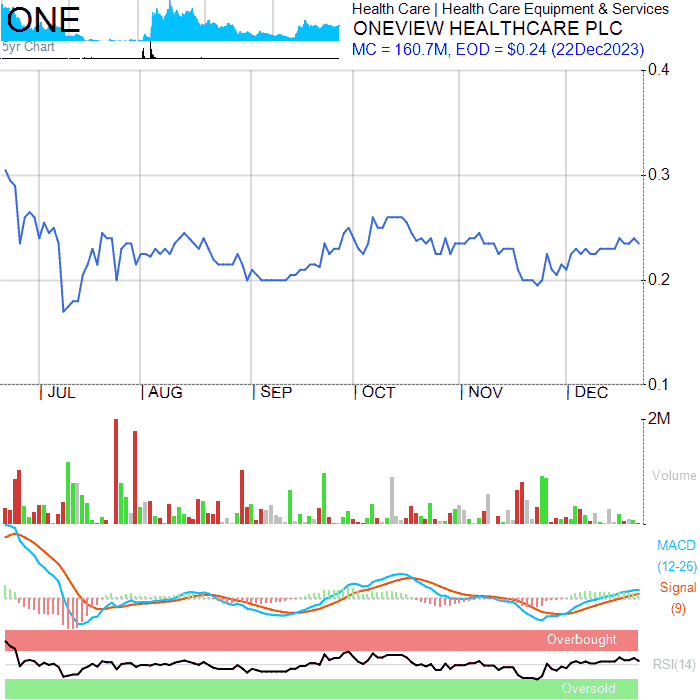 ONE
5yr Chart
Health Care | Health Care Equipment & Services
ONEVIEW HEALTHCARE PLC
MC = 160.7M, EOD = $0.24 (22Dec2023)
0.4
0.3
0.2
0.1
JUL
AUG
SEP
OCT
NOV
DEC
2M
Volume
MACD
(12-26)
Signal
(9)
Overbought
RSI(14)
Oversold